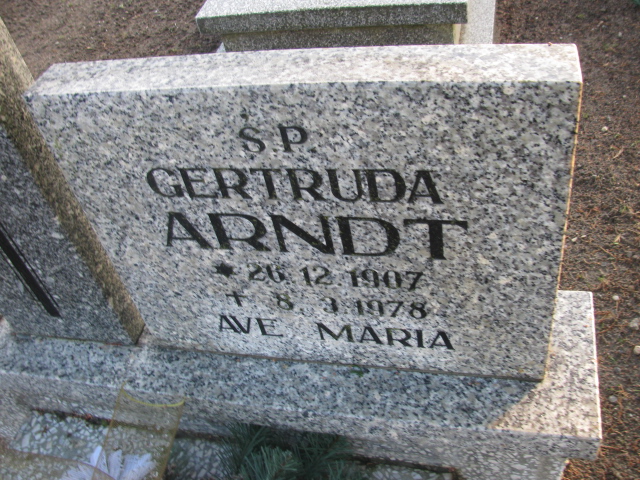 Ś.P.
GERTRUDA
ARNDT
* 26.12.1907
+ 8.3.1978
AVE MARIA